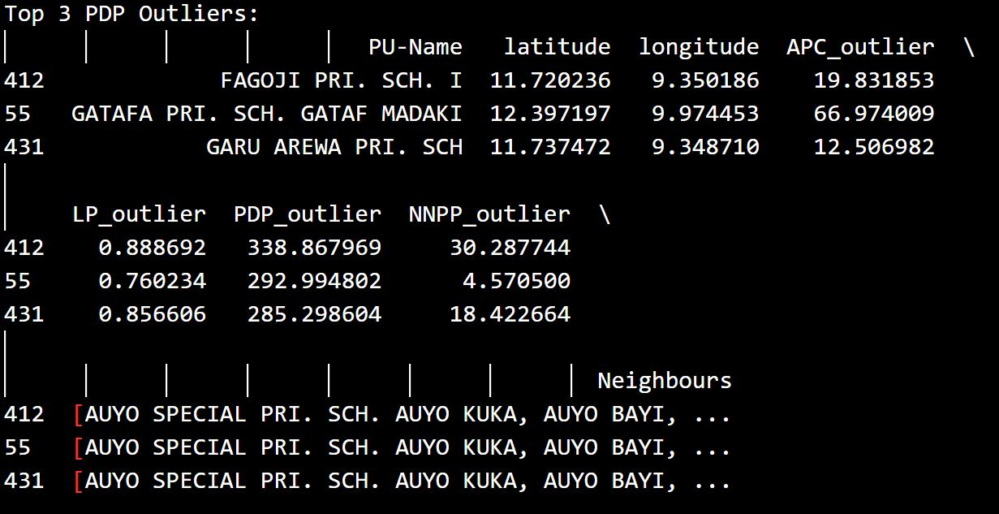 Top 3 PDP Outliers:
PU-Name latitude longitude APC_outlier \
412 FAGOJI PRI. SCH. I 11.720236 9.350186 19.831853
55 GATAFA PRI. SCH. GATAF MADAKI 12.397197 9.974453 66.974009
431 GARU AREWA PRI. SCH 11.737472 9.348710 12.506982
LP_outlier PDP_outlier NNPP_outlier \
412 0.888692 338.867969 30.287744
55 0.760234 292.994802 4.570500
431 0.856606 285.298604 18.422664
Neighbours
412 [AUYO SPECIAL PRI. SCH. AUYO KUKA, AUYO BAYI, ...
55 [AUYO SPECIAL PRI. SCH. AUYO KUKA, AUYO BAYI, ...
431 [AUYO SPECIAL PRI. SCH. AUYO KUKA, AUYO BAYI, ...